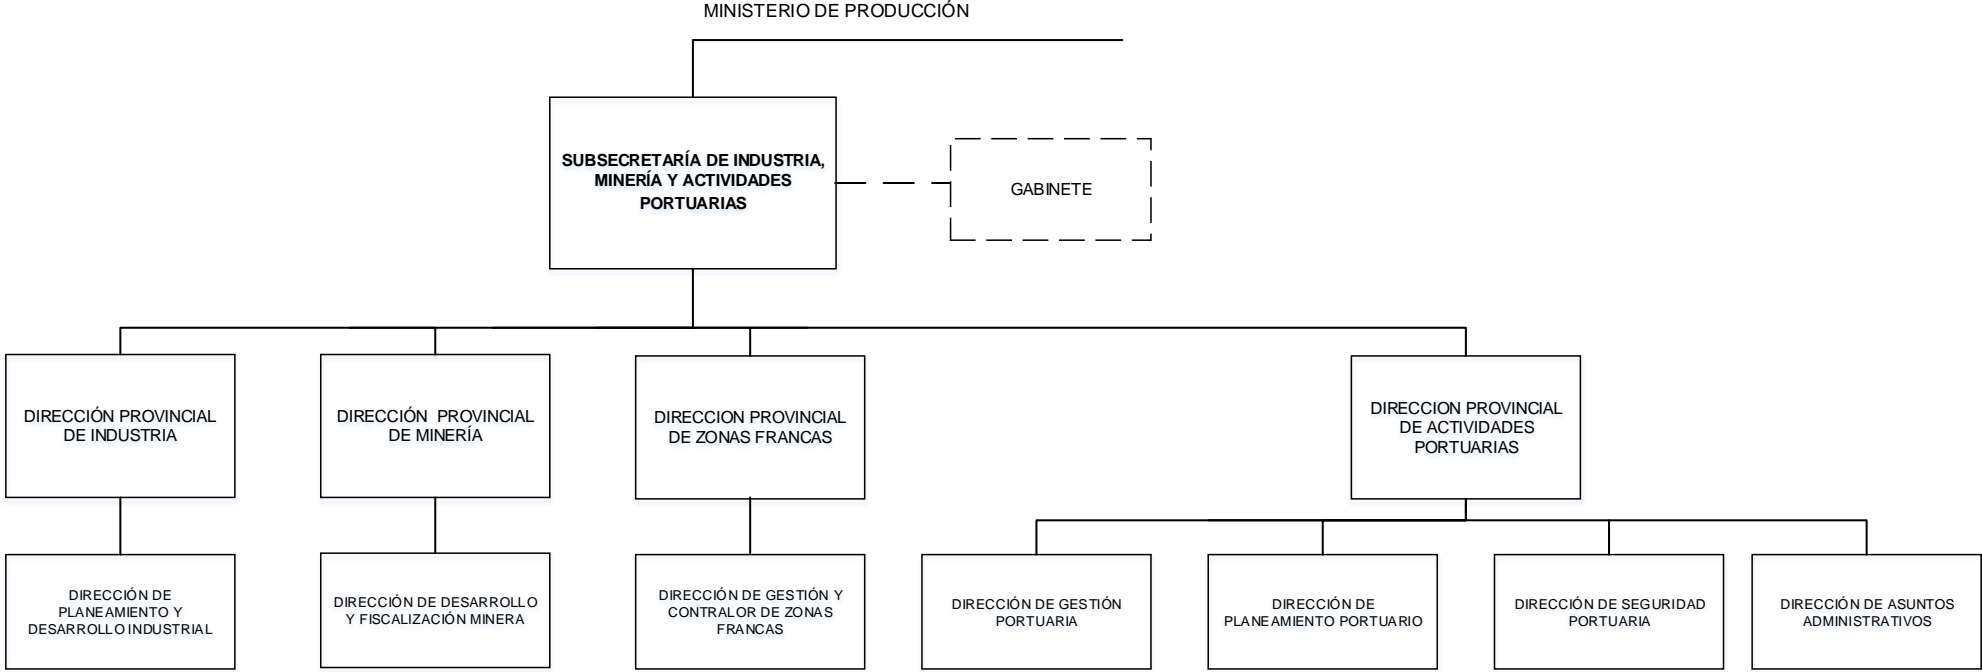 MINISTERIO DE PRODUCCIÓN
SUBSECRETARÍA DE INDUSTRIA,
MINERÍA Y ACTIVIDADES
PORTUARIAS
GABINETE
DIRECCIÓN PROVINCIAL
DE INDUSTRIA
DIRECCIÓN PROVINCIAL
DE MINERÍA
DIRECCION PROVINCIAL
DE ZONAS FRANCAS
DIRECCION PROVINCIAL
DE ACTIVIDADES
PORTUARIAS
DIRECCIÓN DE
PLANEAMIENTO Y
DESARROLLO INDUSTRIAL
DIRECCIÓN DE DESARROLLO
Y FISCALIZACIÓN MINERA
DIRECCIÓN DE GESTIÓN Y
CONTRALOR DE ZONAS
FRANCAS
DIRECCIÓN DE GESTIÓN
PORTUARIA
DIRECCIÓN DE
PLANEAMIENTO PORTUARIO
DIRECCIÓN DE SEGURIDAD
PORTUARIA
DIRECCIÓN DE ASUNTOS
ADMINISTRATIVOS